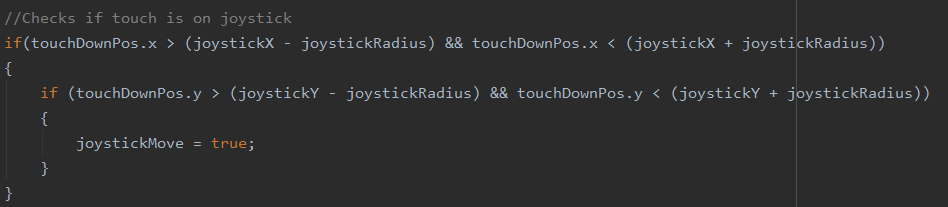 //Checks if touch is on joystick
if(touchDownPos.x > (joystickX - joystickRadius) && touchDownPos.x < (joystickX + joystickRadius))
{
if (touchDownPos.y > (joystickY - joystickRadius) && touchDownPos.y < (joystickY + joystickRadius))
{
joystickMove = true;
}
}